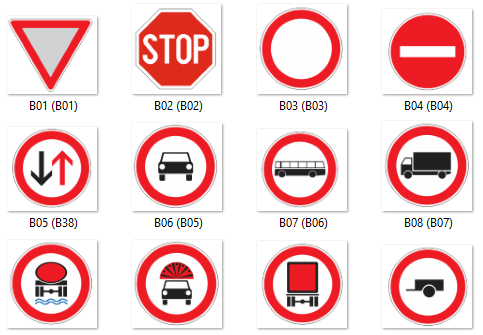 STOP
B01 (B01)
B02 (B02)
B03 (B03)
B04 (B04)
B05 (B38)
B06 (B05)
B07 (B06)
B08 (B07)